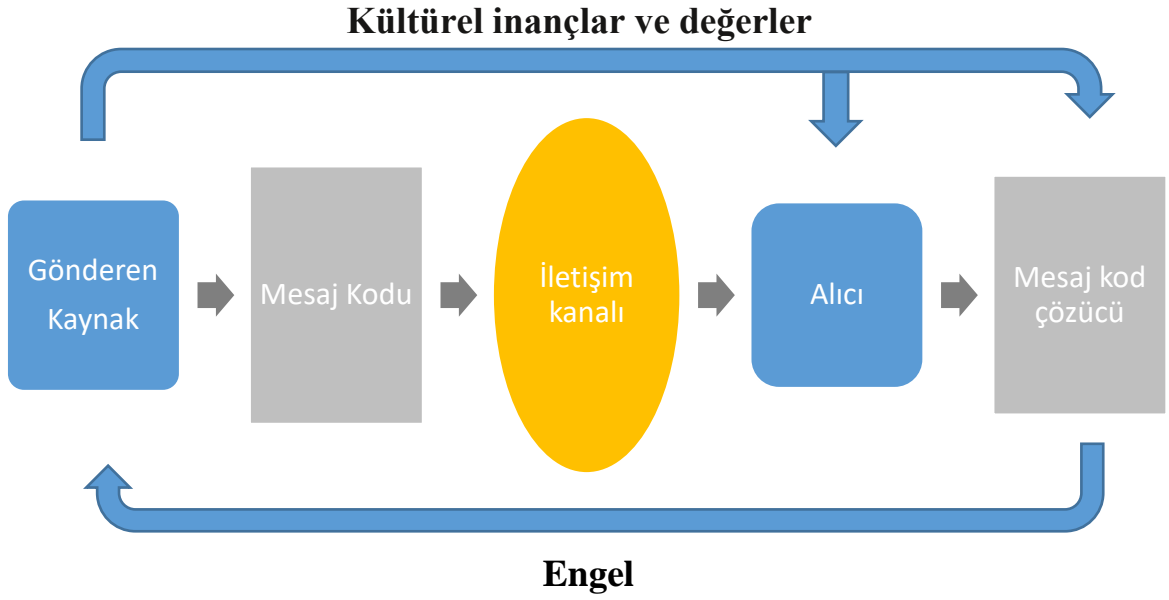 Kültürel inançlar ve değerler
Gönderen
Kaynak
Mesaj Kodu
İletişim
kanalı
Alıcı
Mesaj kod
çözücü
Engel